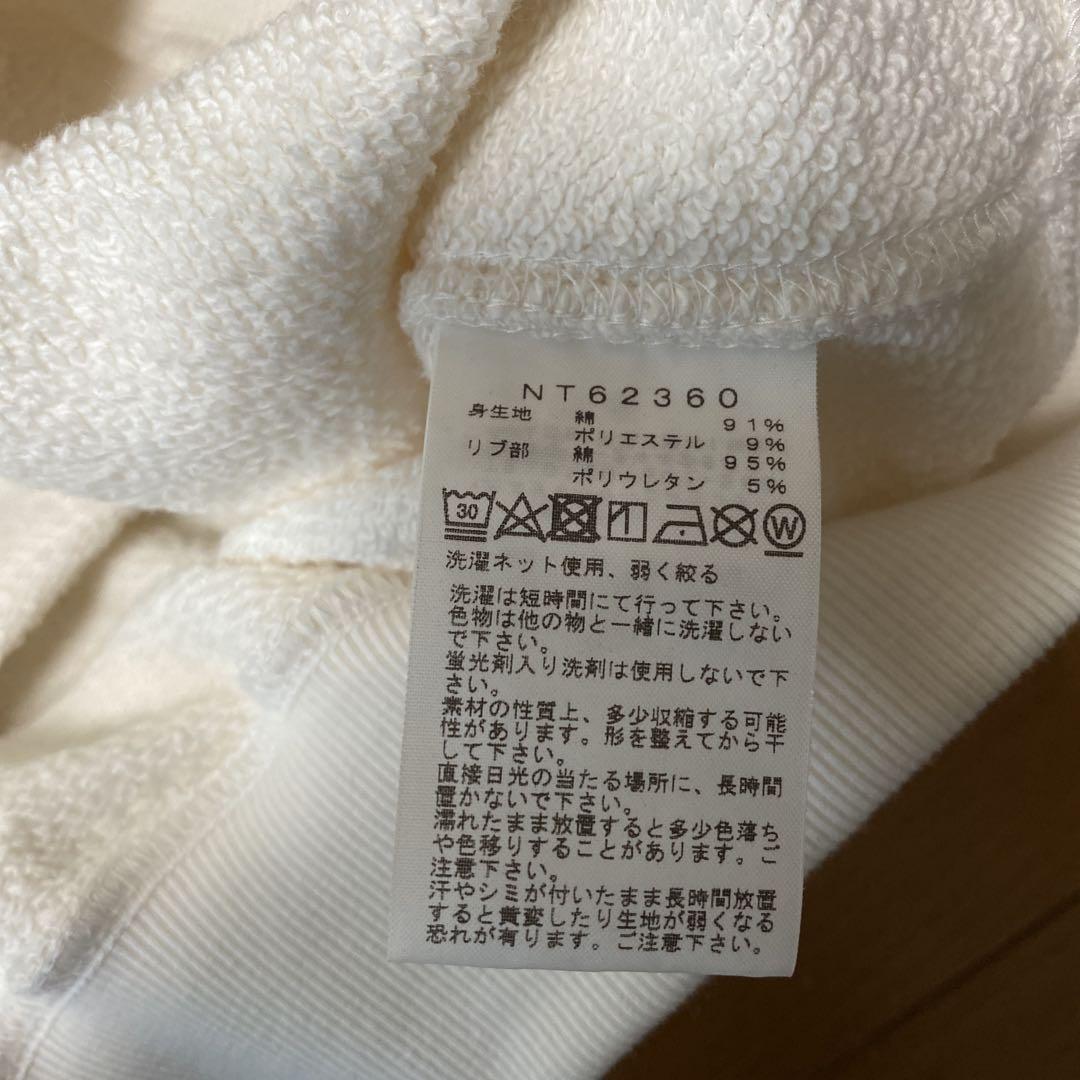 NT62360
身生地 綿 91%
ポリエステル 9%
リブ部 綿 95%
ポリウレタン 5%
30 W
洗濯ネット使用、弱く絞る
洗濯は短時間にて行って下さい。
色物は他の物と一緒に洗濯しない
で下さい。
蛍光剤入り洗剤は使用しないで下
さい。
素材の性質上、多少収縮する可能
性があります。形を整えてから干
して下さい。
直接日光の当たる場所に、長時間
置かないで下さい。
濡れたまま放置すると多少色落ち
や色移りすることがあります。ご
注意下さい。
汗やシミが付いたまま長時間放置
すると黄変したり生地が弱くなる
恐れが有ります。ご注意下さい。